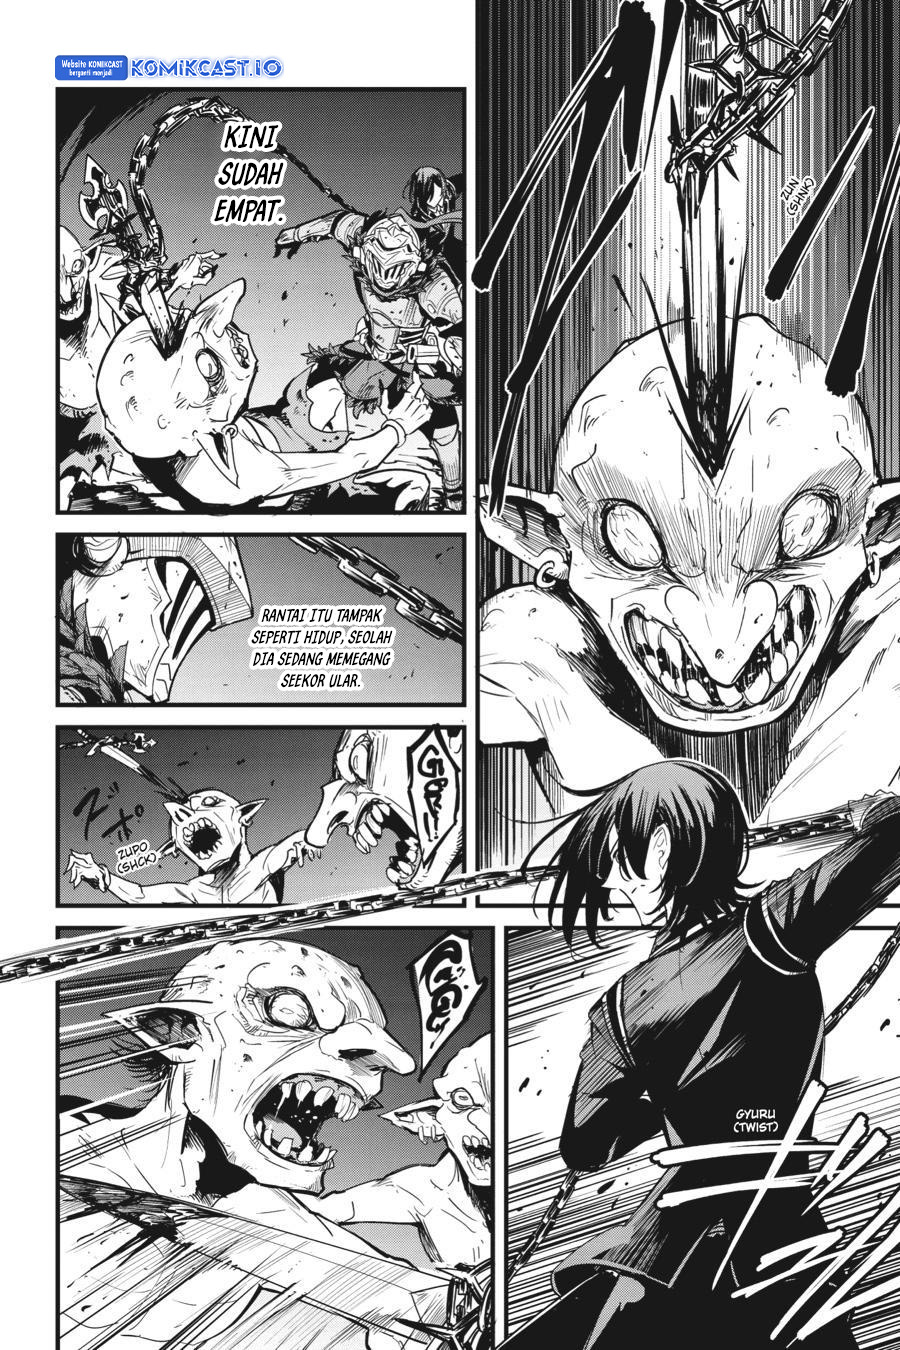 Website KOMIKCAST
berganti menjadi
KOMIKCAST.IO
ZUN
(SHNK)
KINI
SUDAH
EMPAT.
RANTAI ITU TAMPAK
SEPERTI HIDUP, SEOLAH
DIA SEDANG MEMEGANG
SEEKOR ULAR.
ZUPO
(SHCK)
GYURU
(TWIST)